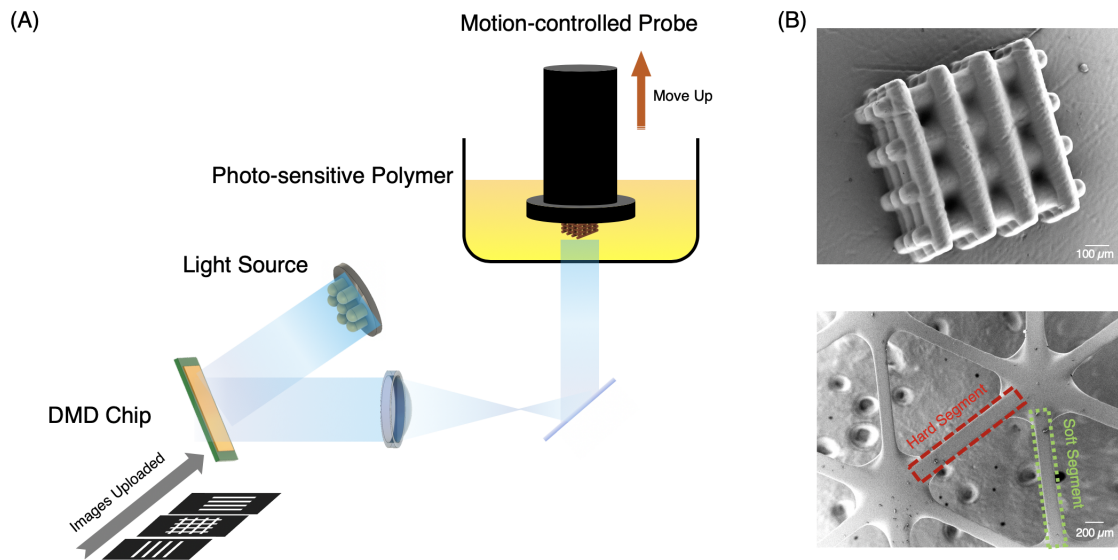 (A)
Motion-controlled Probe
Move Up
Photo-sensitive Polymer
Light Source
DMD Chip
Images Uploaded
(B)
100 µm
Hard Segment
Soft Segment
200 µm